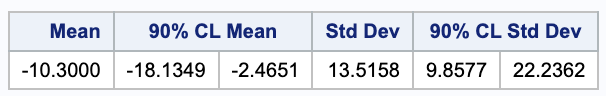 Mean 90% CL Mean Std Dev 90% CL Std Dev
-10.3000 -18.1349 -2.4651 13.5158 9.8577 22.2362